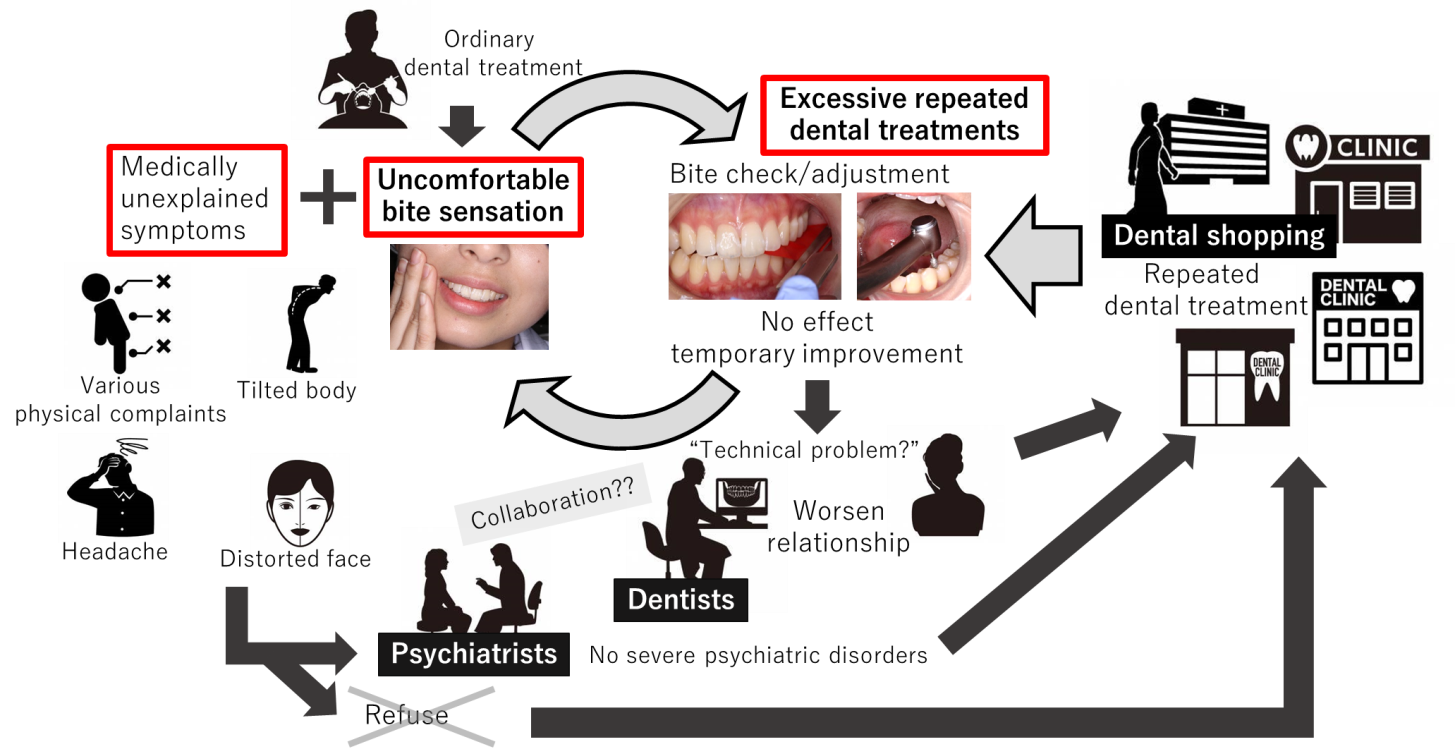 Ordinary
dental treatment
Medically
unexplained
symptoms
Uncomfortable
bite sensation
Excessive repeated
dental treatments
Bite check/adjustment
No effect
temporary improvement
CLINIC
Dental shopping
Repeated
dental treatment
DENTAL
CLINIC
DENTAL
CLINIC
Various
physical complaints
Tilted body
Headache
Distorted face
“Technical problem?”
Collaboration??
Worsen
relationship
Dentists
Psychiatrists
No severe psychiatric disorders
Refuse